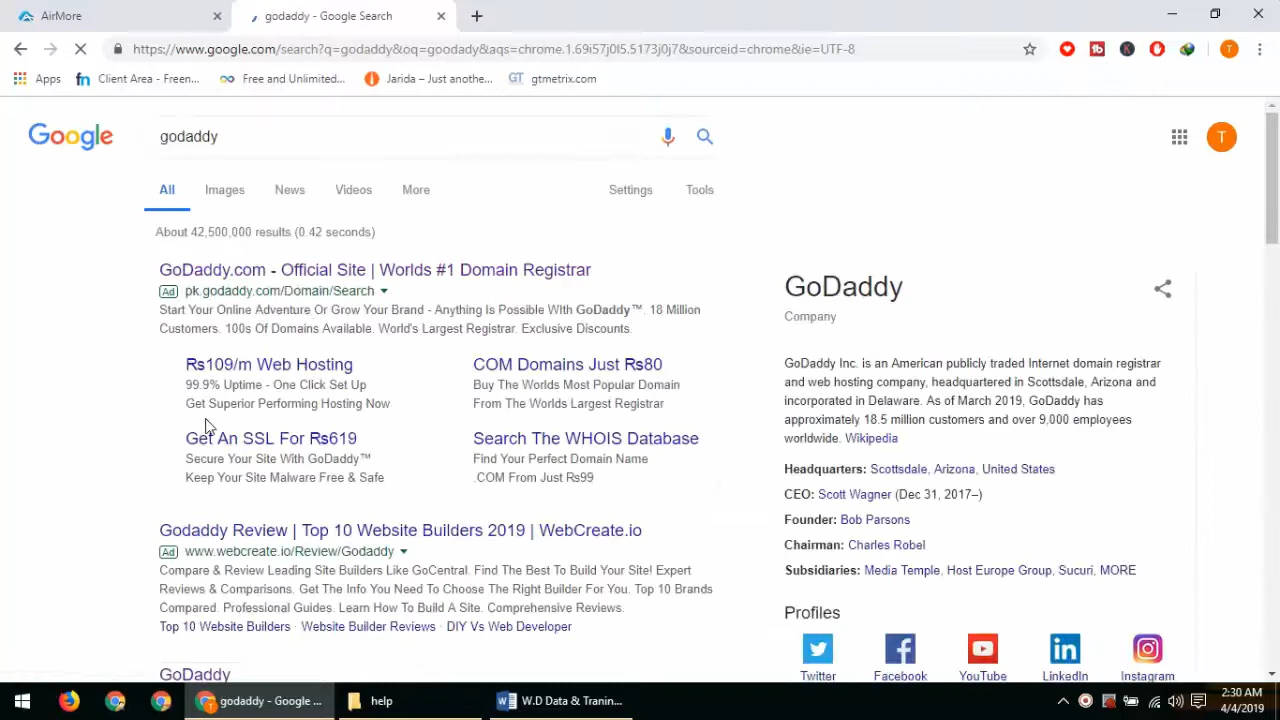 AirMore
godaddy - Google Search
https://www.google.com/search?q=godaddy&oq=goodady&aqs=chrome.1.69i57j0l5.5173j0j7&sourceid=chrome&ie=UTF-8
Apps
fn Client Area - Freen...
Free and Unlimited...
Jarida – Just anothe...
GT gtmetrix.com
Google
godaddy
T
All Images News Videos More Settings Tools
About 42,500,000 results (0.42 seconds)
GoDaddy.com - Official Site | Worlds #1 Domain Registrar
Ad pk.godaddy.com/Domain/Search
Start Your Online Adventure Or Grow Your Brand - Anything Is Possible With GoDaddy™. 18 Million
Customers. 100s Of Domains Available. World's Largest Registrar. Exclusive Discounts.
Rs109/m Web Hosting
99.9% Uptime - One Click Set Up
Get Superior Performing Hosting Now
COM Domains Just Rs80
Buy The Worlds Most Popular Domain
From The Worlds Largest Registrar
Get An SSL For Rs619
Secure Your Site With GoDaddy™
Keep Your Site Malware Free & Safe
Search The WHOIS Database
Find Your Perfect Domain Name
.COM From Just Rs99
Godaddy Review | Top 10 Website Builders 2019 | WebCreate.io
Ad www.webcreate.io/Review/Godaddy
Compare & Review Leading Site Builders Like GoCentral. Find The Best To Build Your Site! Expert
Reviews & Comparisons. Get The Info You Need To Choose The Right Builder For You. Top 10 Brands
Compared. Professional Guides. Learn How To Build A Site. Comprehensive Reviews.
Top 10 Website Builders · Website Builder Reviews · DIY Vs Web Developer
GoDaddy
GoDaddy
Company
GoDaddy Inc. is an American publicly traded Internet domain registrar
and web hosting company, headquartered in Scottsdale, Arizona and
incorporated in Delaware. As of March 2019, GoDaddy has
approximately 18.5 million customers and over 9,000 employees
worldwide. Wikipedia
Headquarters: Scottsdale, Arizona, United States
CEO: Scott Wagner (Dec 31, 2017–)
Founder: Bob Parsons
Chairman: Charles Robel
Subsidiaries: Media Temple, Host Europe Group, Sucuri, MORE
Profiles
Twitter Facebook YouTube LinkedIn Instagram
godaddy - Google ...
help
W.D Data & Tranin...
2:30 AM
4/4/2019